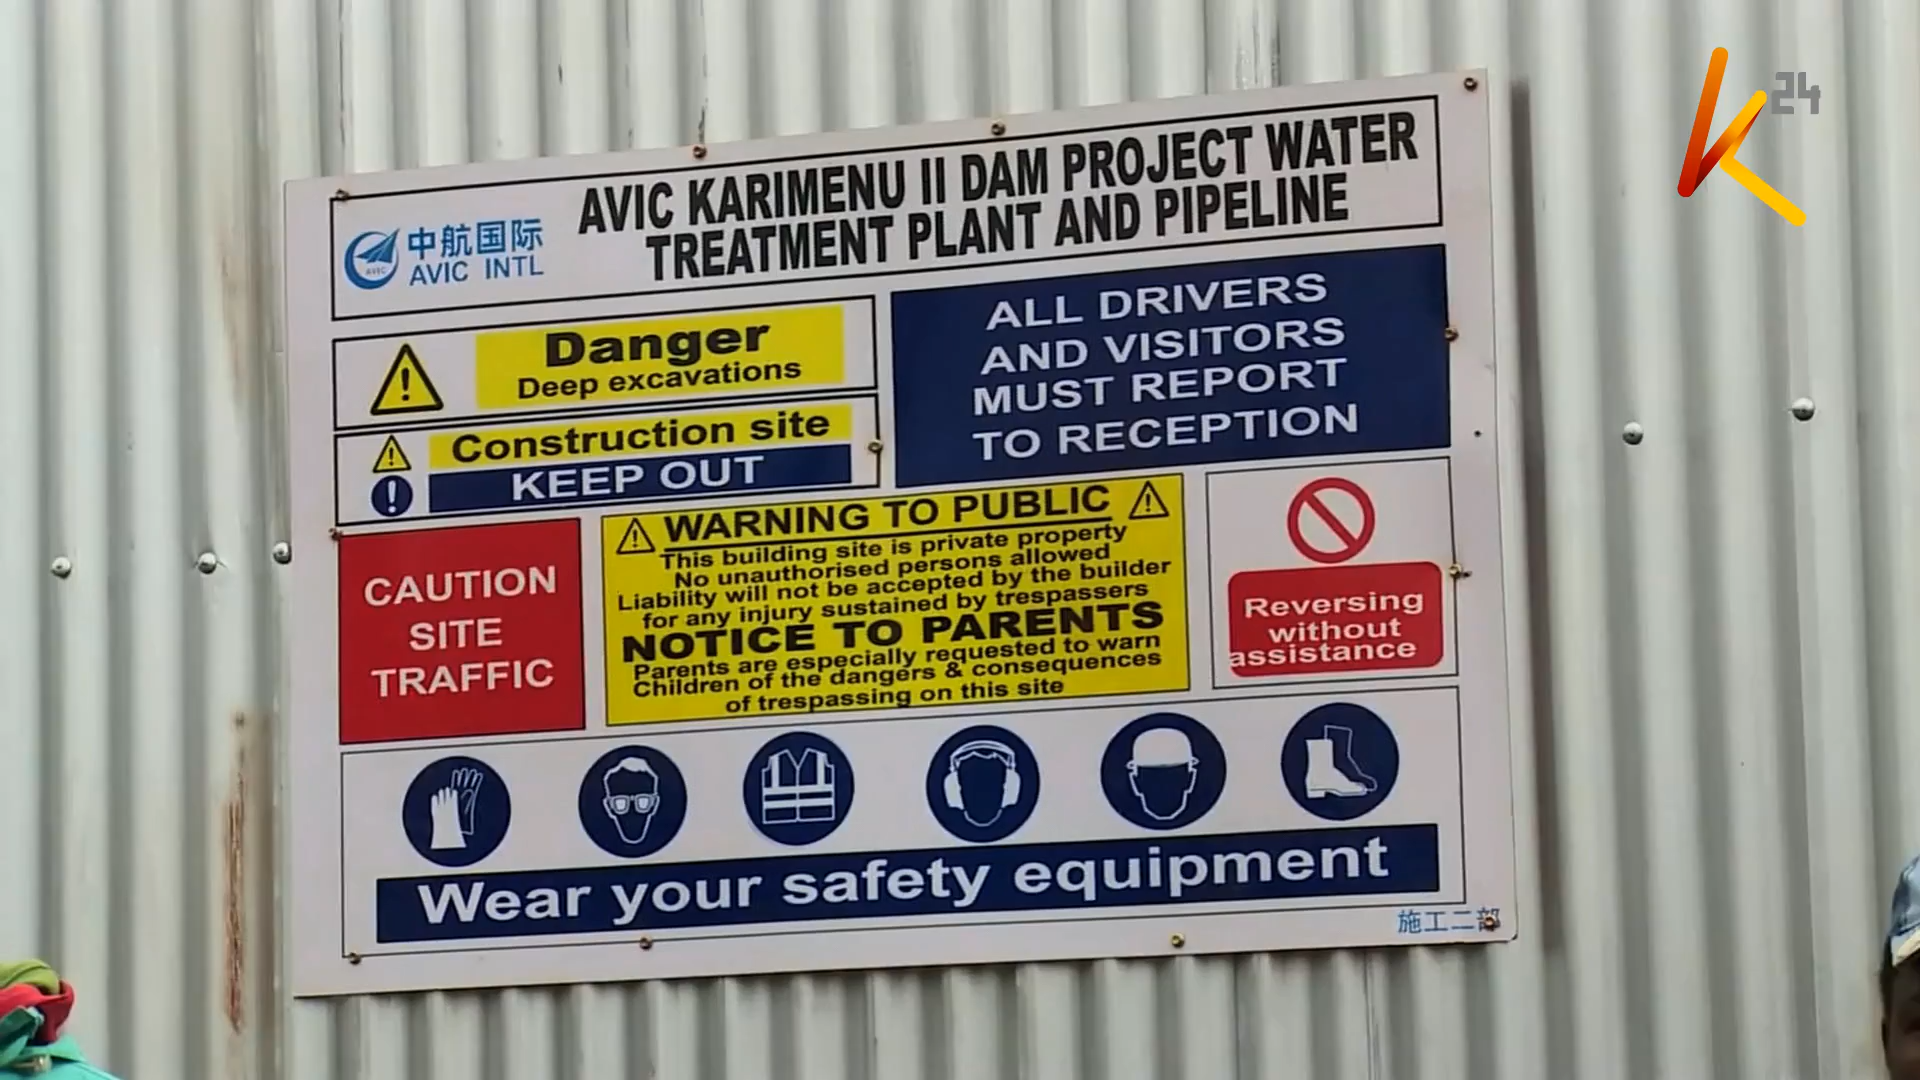 K24
AVIC KARIMENU II DAM PROJECT WATER
TREATMENT PLANT AND PIPELINE
中航国际
AVIC INTL
AVIC
Danger
Deep excavations
Construction site
KEEP OUT
ALL DRIVERS
AND VISITORS
MUST REPORT
TO RECEPTION
CAUTION
SITE
TRAFFIC
WARNING TO PUBLIC
This building site is private property
No unauthorised persons allowed
Liability will not be accepted by the builder
for any injury sustained by trespassers
NOTICE TO PARENTS
Parents are especially requested to warn
Children of the dangers & consequences
of trespassing on this site
Reversing
without
assistance
Wear your safety equipment
施工二部